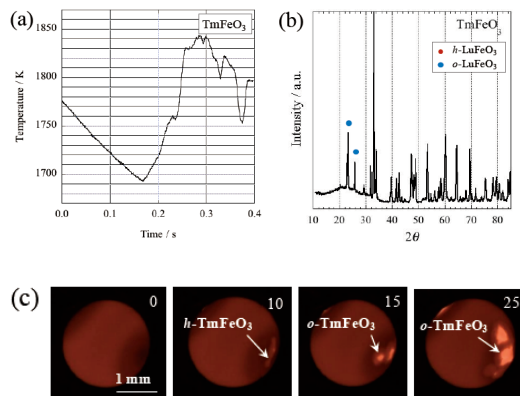 (a)
TmFeO3
1850
1800
1750
1700
Temperature / K
0.0
0.1
0.2
0.3
0.4
Time / s
(b)
TmFeO3
h-LuFeO3
o-LuFeO3
Intensity / a.u.
10 20 30 40 50 60 70 80
2θ
(c)
0
1 mm
10
h-TmFeO3
15
o-TmFeO3
25
o-TmFeO3